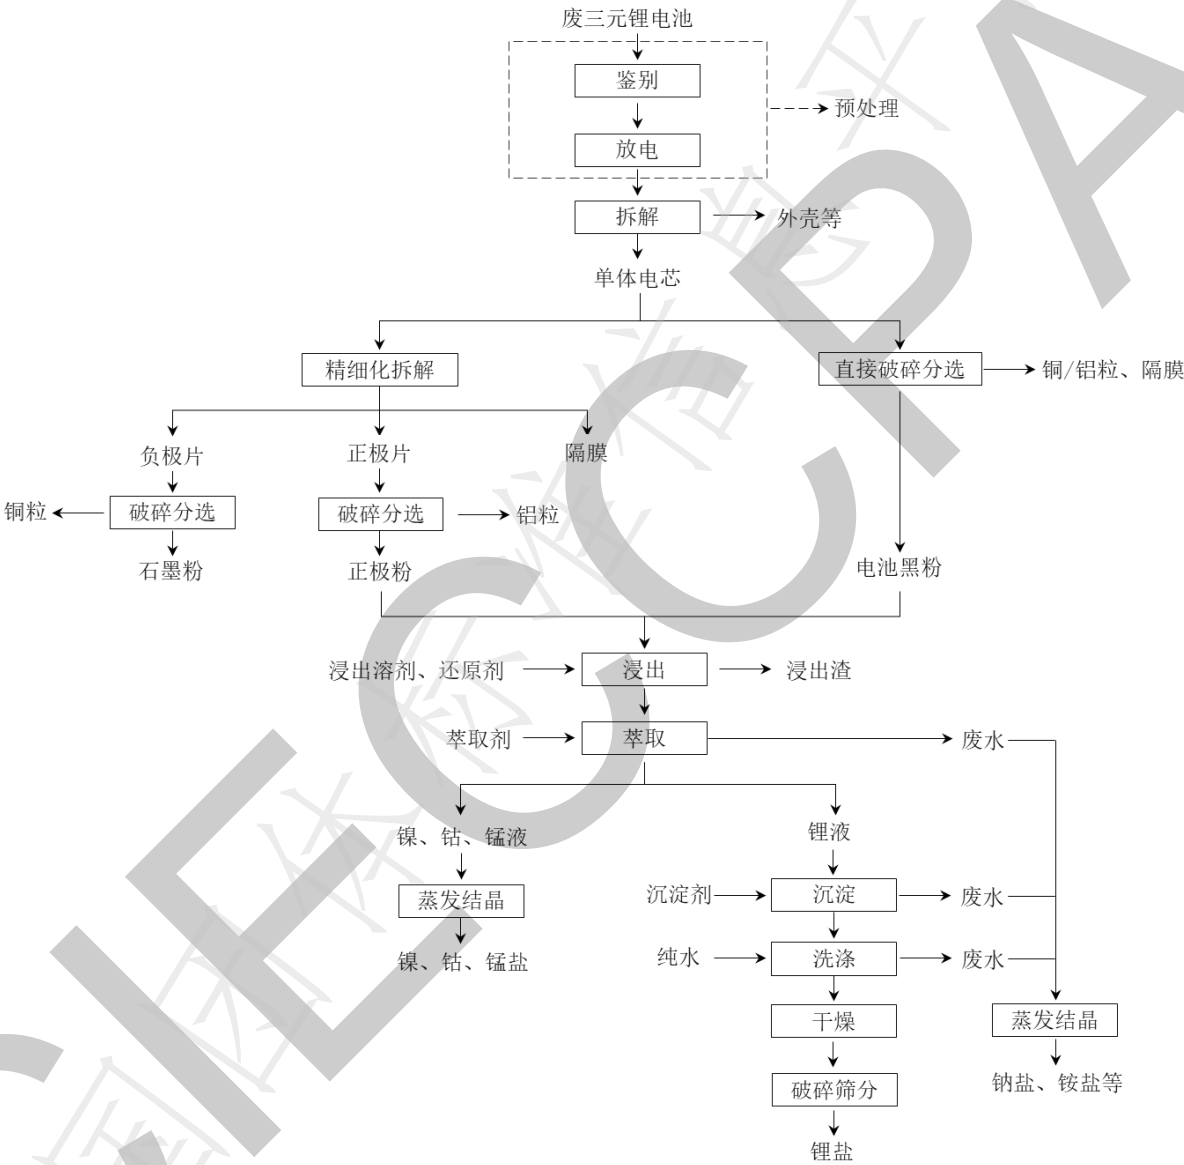 废三元锂电池
鉴别
预处理
放电
拆解
外壳等
单体电芯
精细化拆解
直接破碎分选
铜/铝粒、隔膜
负极片
正极片
隔膜
铜粒
破碎分选
破碎分选
铝粒
石墨粉
正极粉
电池黑粉
浸出溶剂、还原剂
浸出
浸出渣
萃取剂
萃取
废水
镍、钴、锰液
锂液
蒸发结晶
沉淀剂
沉淀
废水
镍、钴、锰盐
纯水
洗涤
废水
干燥
蒸发结晶
破碎筛分
钠盐、铵盐等
锂盐
CIECCPA